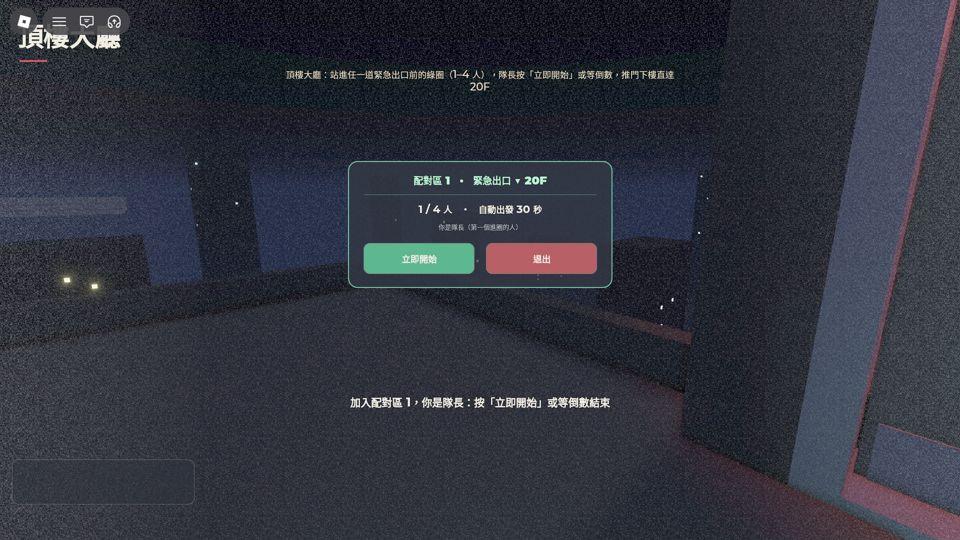 頂樓大廳
頂樓大廳：站進任一道緊急出口前的綠圈（1–4 人），隊長按「立即開始」或等倒數，推門下樓直達
20F
配對區 1 • 緊急出口 ▼ 20F
1 / 4 人 • 自動出發 30 秒
你是隊長（第一個進圈的人）
立即開始
退出
加入配對區 1，你是隊長：按「立即開始」或等倒數結束